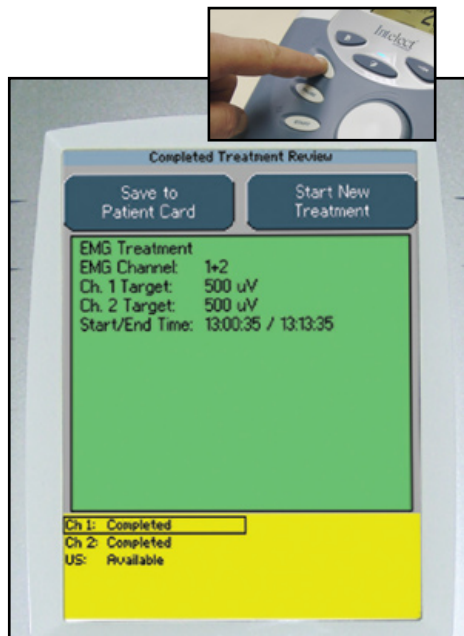 Intelect
START
Completed Treatment Review
Save to
Patient Card
Start New
Treatment
EMG Treatment
EMG Channel: 1+2
Ch. 1 Target: 500 uV
Ch. 2 Target: 500 uV
Start/End Time: 13:00:35 / 13:13:35
Ch 1: Completed
Ch 2: Completed
US: Available